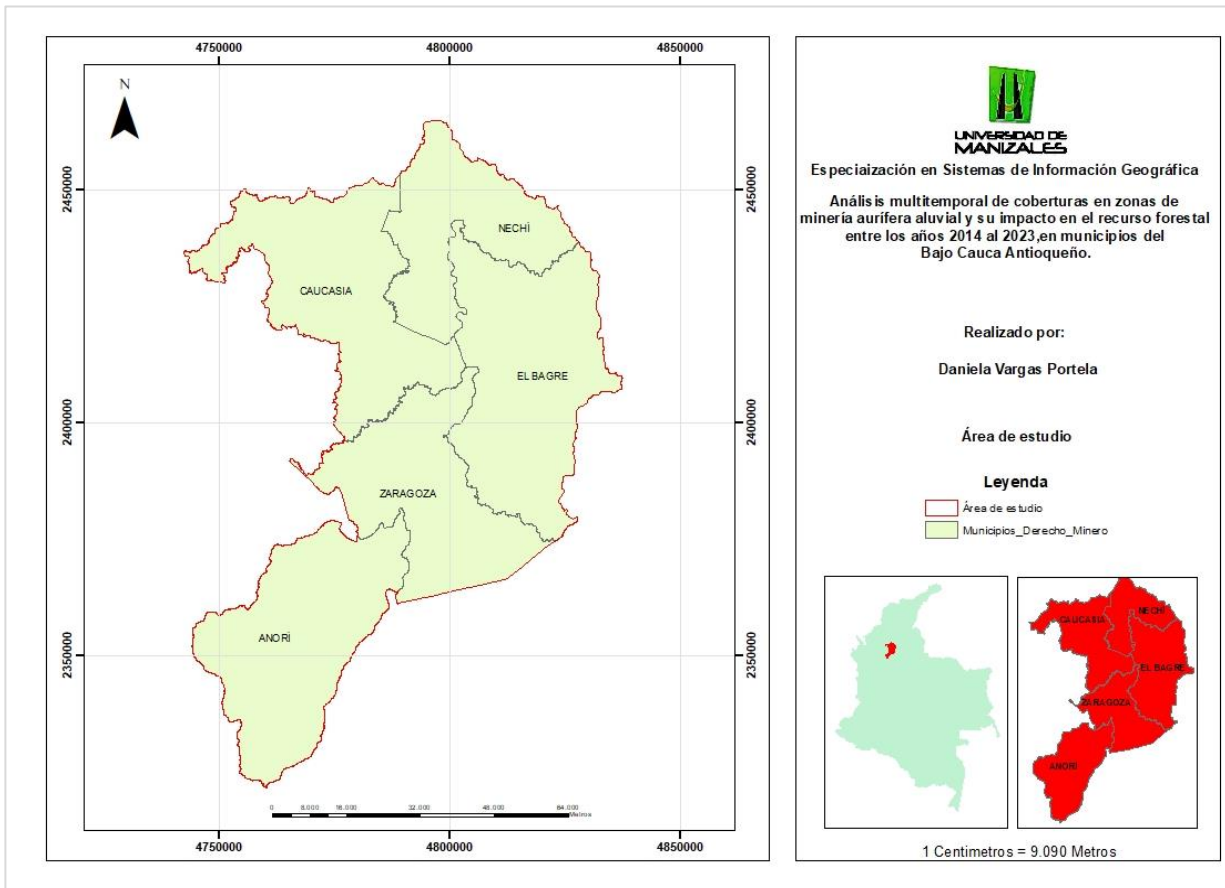 4750000
4800000
4850000
N
2450000
2450000
NECHÍ
CAUCASIA
EL BAGRE
2400000
2400000
ZARAGOZA
ANORÍ
2350000
2350000
0 8.000 16.000 32.000 48.000 64.000
Metros
4750000
4800000
4850000
UNIVERSIDAD DE
MANIZALES
Especiaización en Sistemas de Información Geográfica
Análisis multitemporal de coberturas en zonas de
minería aurífera aluvial y su impacto en el recurso forestal
entre los años 2014 al 2023,en municipios del
Bajo Cauca Antioqueño.
Realizado por:
Daniela Vargas Portela
Área de estudio
Leyenda
Área de estudio
Municipios_Derecho_Minero
NECHÍ
CAUCASIA
EL BAGRE
ZARAGOZA
ANORÍ
1 Centimetros = 9.090 Metros